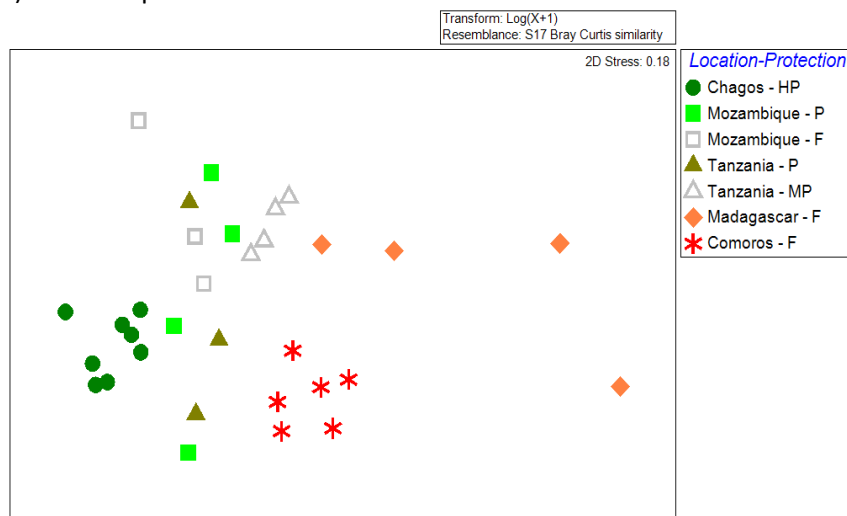 Transform: Log(X+1)
Resemblance: S17 Bray Curtis similarity
2D Stress: 0.18
Location-Protection
Chagos - HP
Mozambique - P
Mozambique - F
Tanzania - P
Tanzania - MP
Madagascar - F
Comoros - F